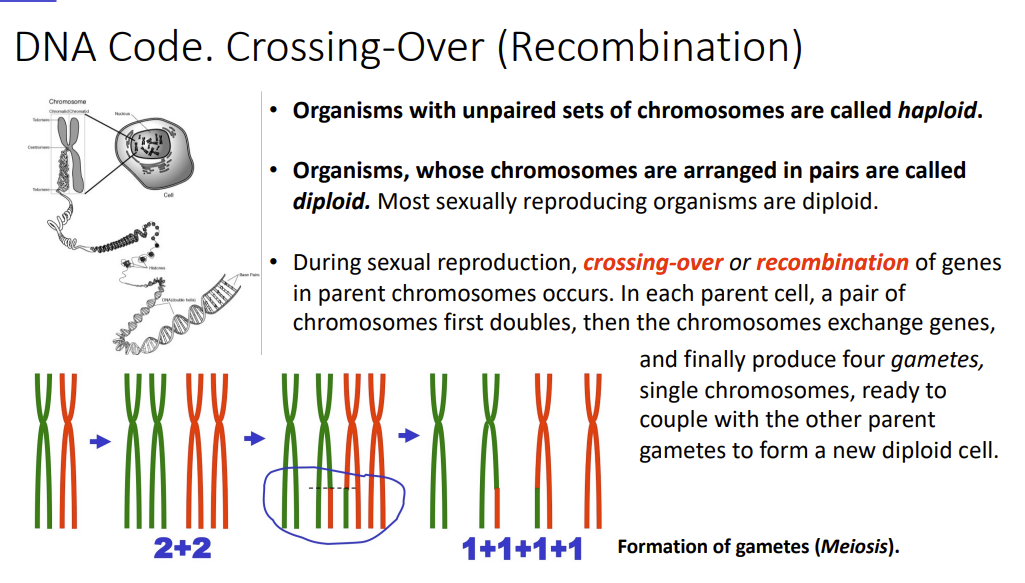 DNA Code. Crossing-Over (Recombination)
Chromosome
Chromatid Chromatid
Telomere
Centromere
Telomere
Nucleus
Cell
Histones
Base Pairs
DNA(double helix)
• Organisms with unpaired sets of chromosomes are called haploid.
• Organisms, whose chromosomes are arranged in pairs are called
diploid. Most sexually reproducing organisms are diploid.
• During sexual reproduction, crossing-over or recombination of genes
in parent chromosomes occurs. In each parent cell, a pair of
chromosomes first doubles, then the chromosomes exchange genes,
and finally produce four gametes,
single chromosomes, ready to
couple with the other parent
gametes to form a new diploid cell.
2+2
1+1+1+1
Formation of gametes (Meiosis).